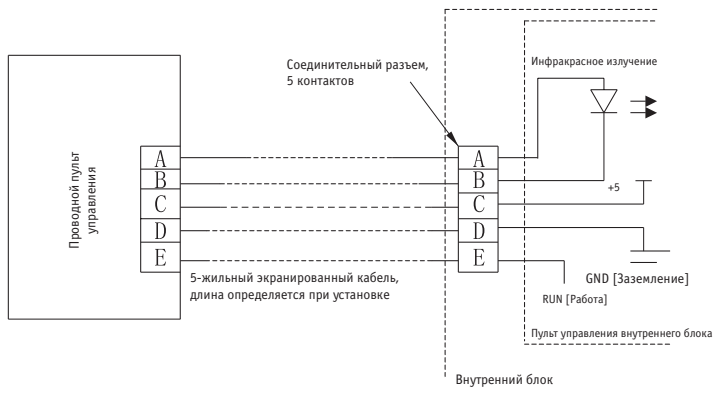 Соединительный разъем,
5 контактов
Инфракрасное излучение
Проводной пульт
управления
A
B
C
D
E
A
B
C
D
E
+5
5-жильный экранированный кабель,
длина определяется при установке
GND [Заземление]
RUN [Работа]
Пульт управления внутреннего блока
Внутренний блок